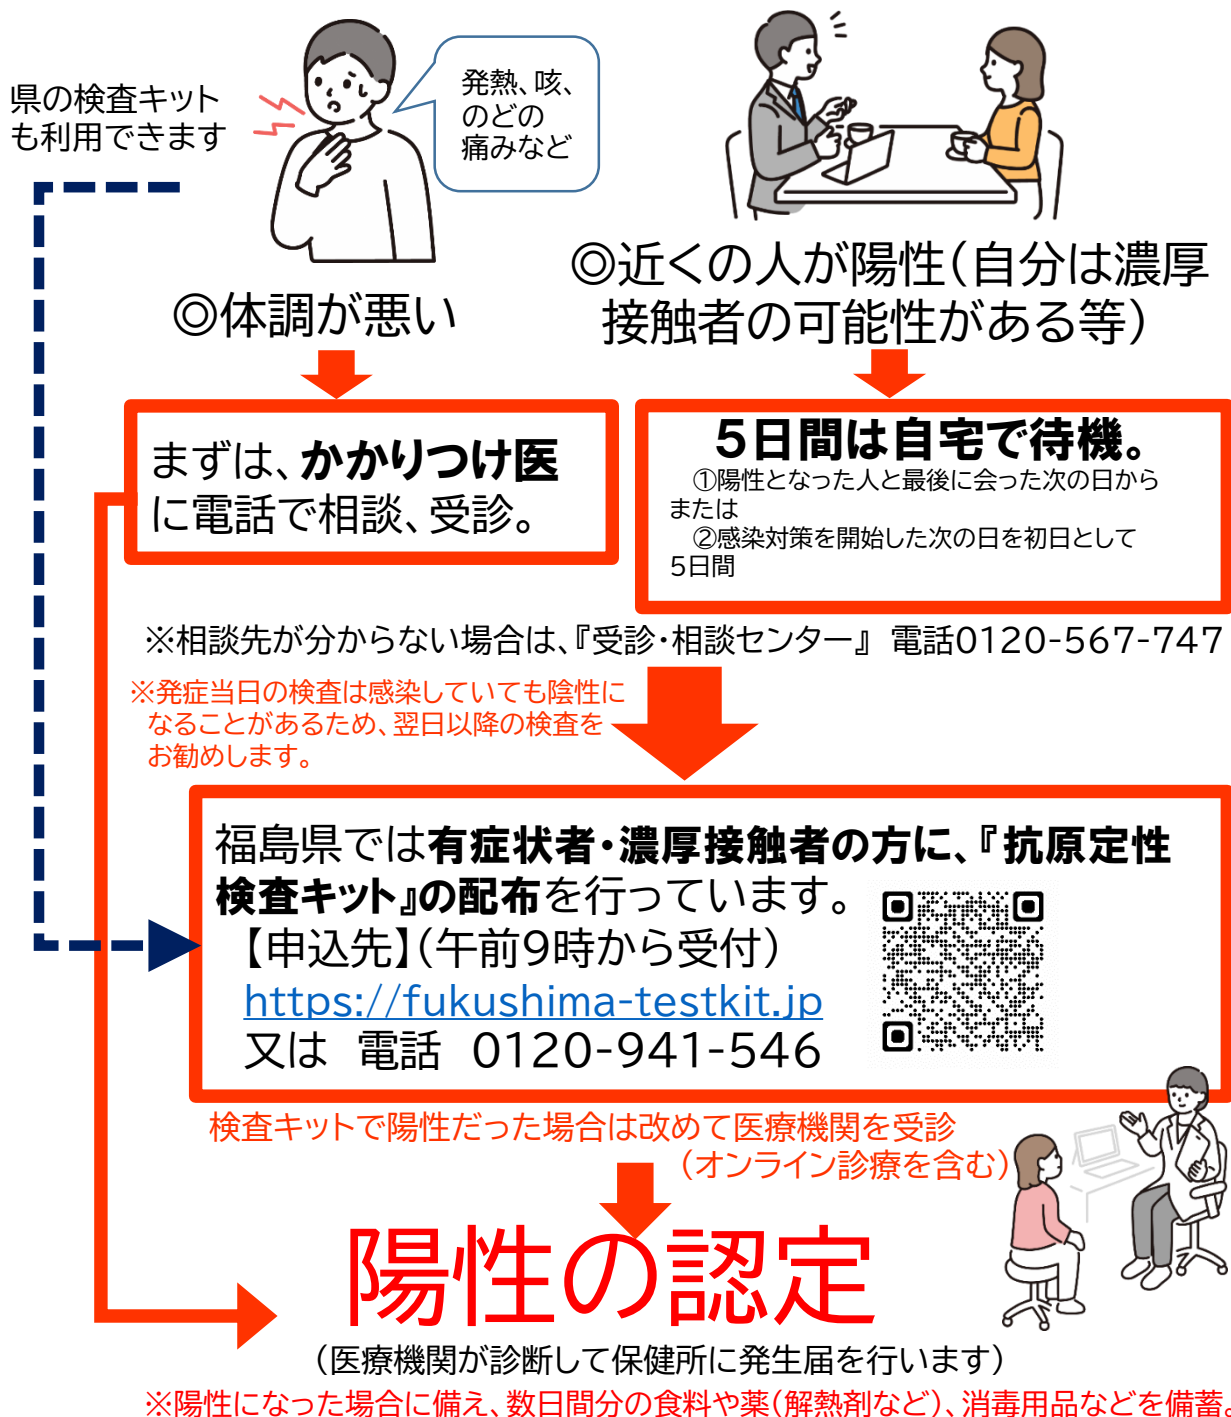 県の検査キット
も利用できます
発熱、咳、
のどの
痛みなど
◎体調が悪い
◎近くの人が陽性（自分は濃厚
接触者の可能性がある等）
まずは、かかりつけ医
に電話で相談、受診。
5日間は自宅で待機。
①陽性となった人と最後に会った次の日から
または
②感染対策を開始した次の日を初日として
5日間
※相談先が分からない場合は、『受診・相談センター』 電話0120-567-747
※発症当日の検査は感染していても陰性に
なることがあるため、翌日以降の検査を
お勧めします。
福島県では有症状者・濃厚接触者の方に、『抗原定性
検査キット』の配布を行っています。
【申込先】（午前9時から受付）
https://fukushima-testkit.jp
又は 電話 0120-941-546
検査キットで陽性だった場合は改めて医療機関を受診
（オンライン診療を含む）
陽性の認定
（医療機関が診断して保健所に発生届を行います）
※陽性になった場合に備え、数日間分の食料や薬（解熱剤など）、消毒用品などを備蓄